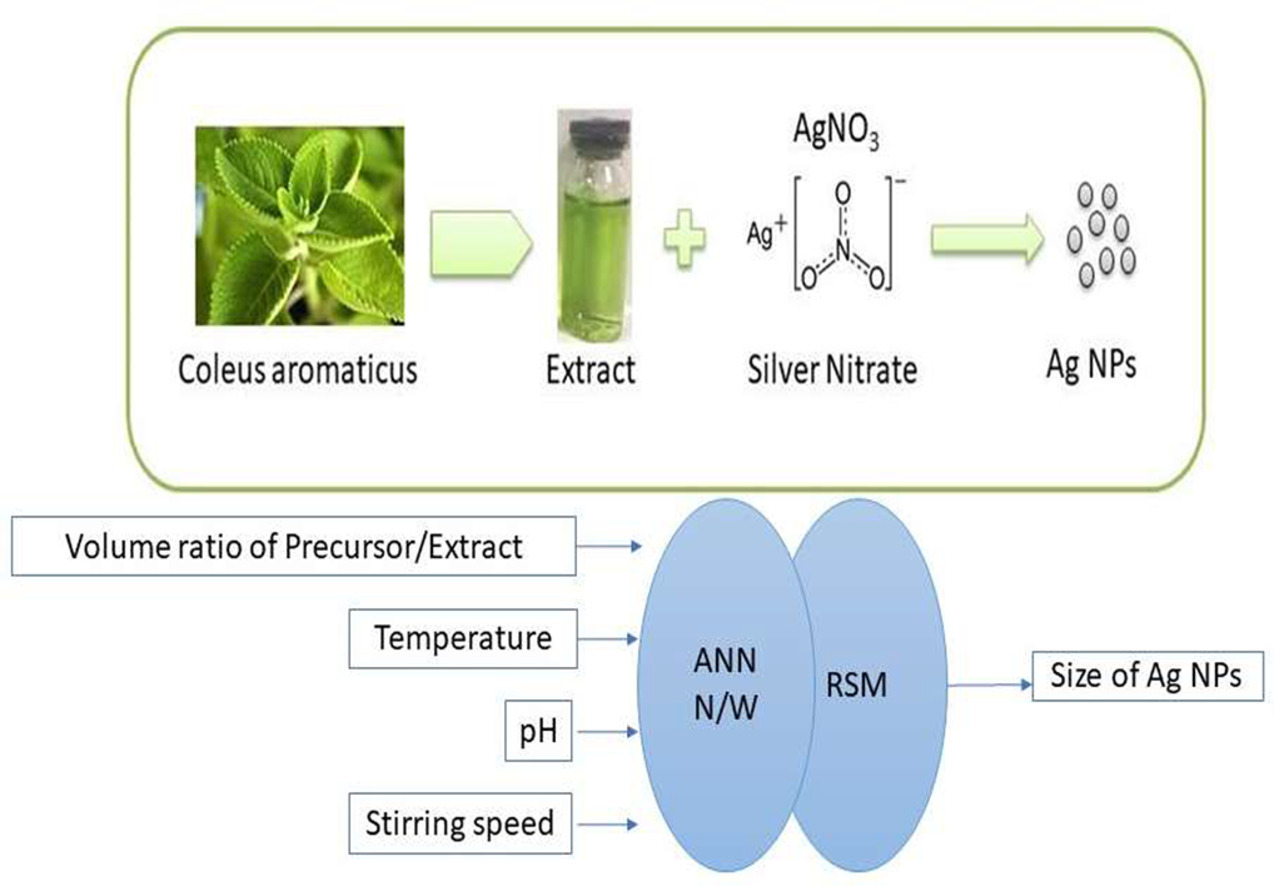 AgNO₃
Ag⁺
O
N
O
O
−
Coleus aromaticus
Extract
Silver Nitrate
Ag NPs
Volume ratio of Precursor/Extract
Temperature
pH
Stirring speed
ANN
N/W
RSM
Size of Ag NPs